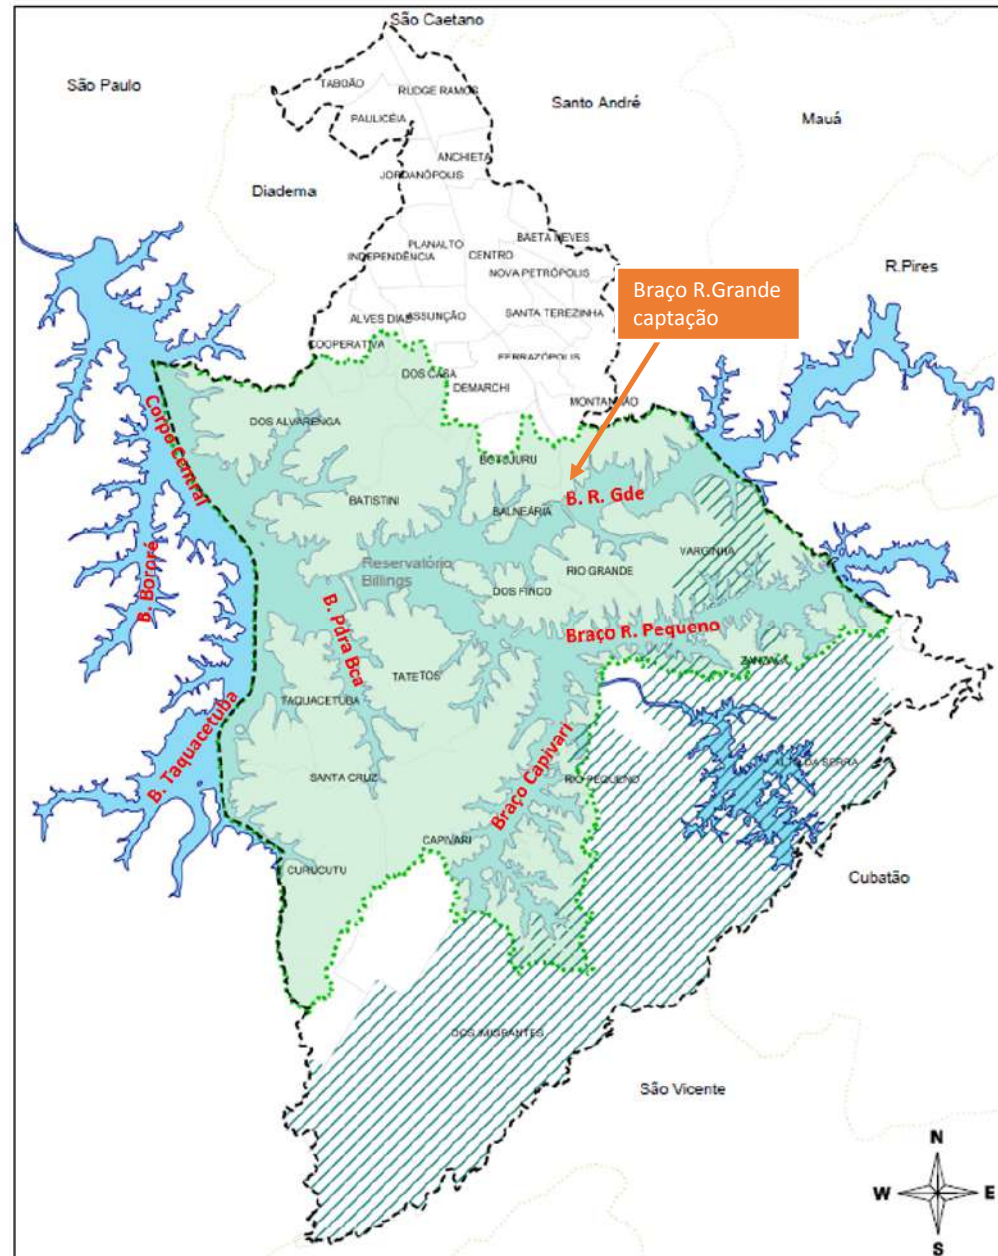 São Caetano
São Paulo
TABOÃO
RUDGE RAMOS
Santo André
Mauá
PAULICÉIA
ANCHIETA
JORDANÓPOLIS
Diadema
BAETA NEVES
PLANALTO
INDEPENDÊNCIA
CENTRO
NOVA PETRÓPOLIS
R.Pires
Braço R.Grande
captação
ALVES DIAS
ASSUNÇÃO
SANTA TEREZINHA
COOPERATIVA
FERRAZÓPOLIS
DOS CASA
DEMARCHI
MONTANHÃO
Corpo Central
DOS ALVARENGA
BOTUJURU
BATISTINI
B. R. Gde
BALNEÁRIA
B. Bororé
Reservatório
Billings
VARGINHA
RIO GRANDE
DOS FINCO
B. Pdra Bca
Braço R. Pequeno
ZANZALÁ
TATETOS
TAQUACETUBA
B. Taquacetuba
Braço Capivari
SANTA CRUZ
RIO PEQUENO
ALTO DA SERRA
CAPIVARI
CURUCUTU
Cubatão
DOS IMIGRANTES
São Vicente
N
W
E
S